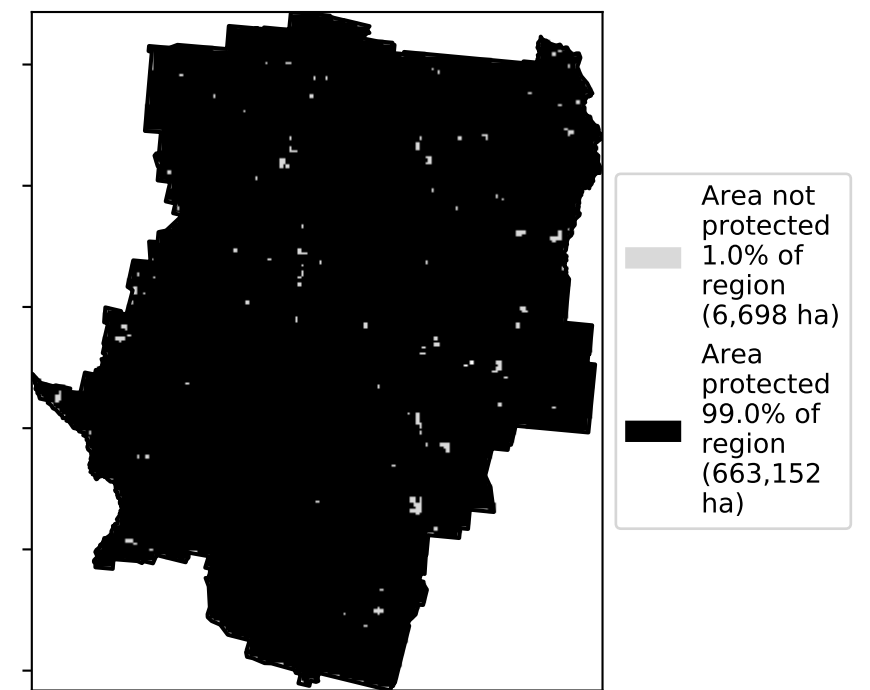 Area not
protected
1.0% of
region
(6,698 ha)
Area
protected
99.0% of
region
(663,152
ha)